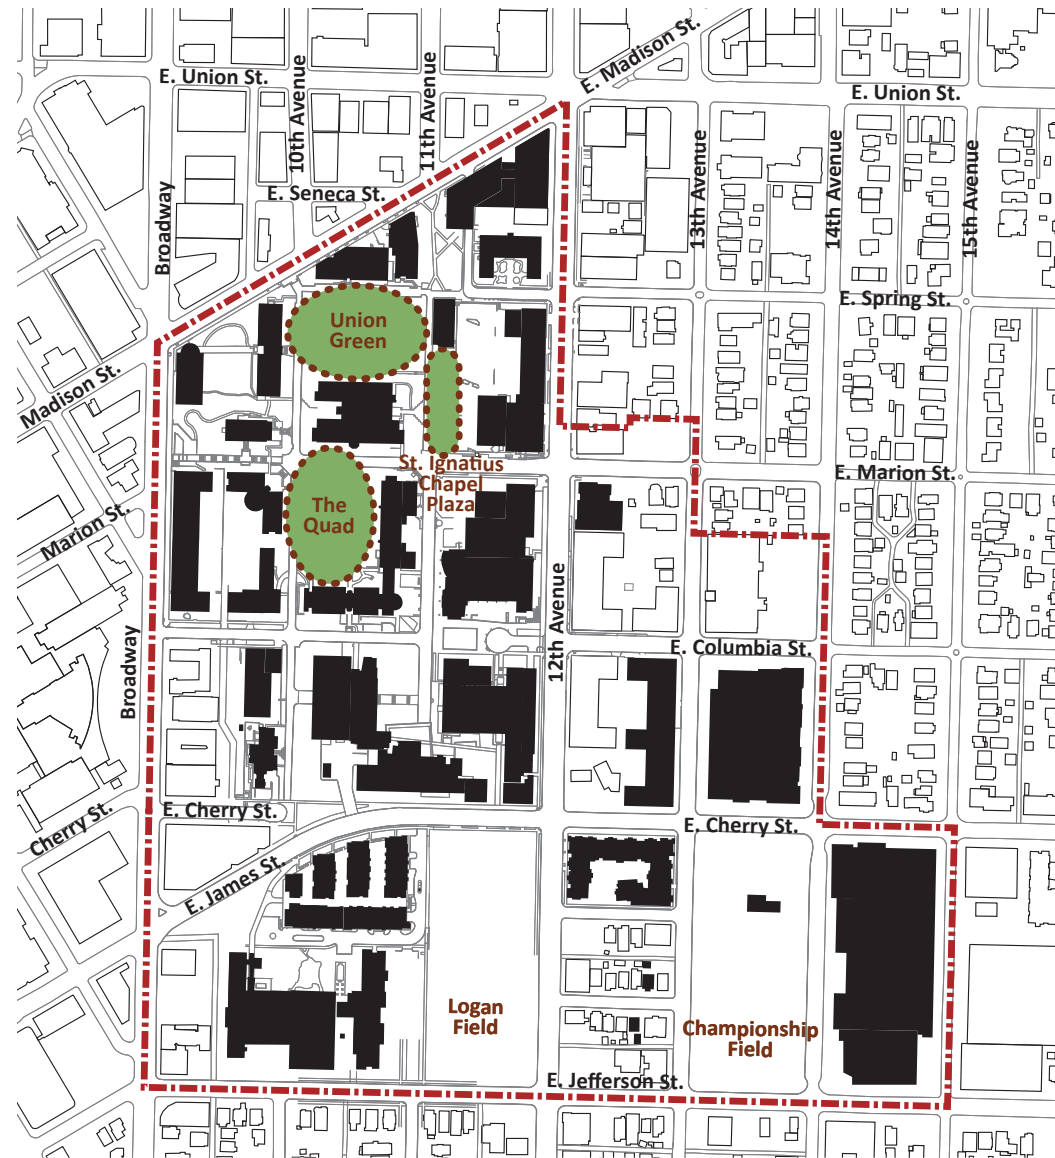 E. Madison St.
E. Union St.
E. Union St.
10th Avenue
11th Avenue
13th Avenue
14th Avenue
15th Avenue
E. Seneca St.
Broadway
E. Spring St.
Union
Green
Madison St.
St. Ignatius
Chapel
Plaza
E. Marion St.
The
Quad
Marion St.
12th Avenue
E. Columbia St.
Broadway
E. Cherry St.
E. Cherry St.
Cherry St.
E. James St.
Logan
Field
Championship
Field
E. Jefferson St.